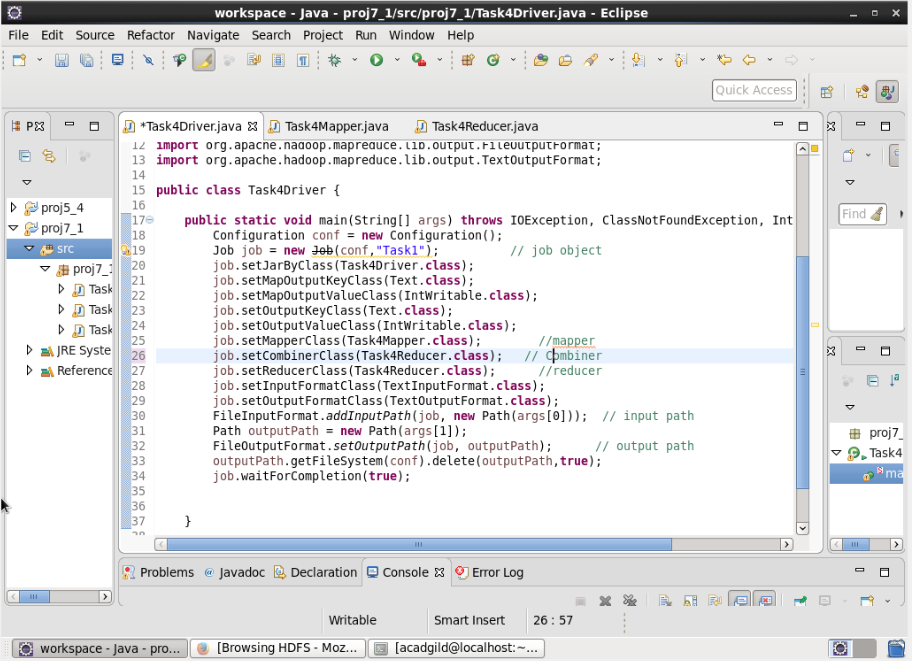 workspace - Java - proj7_1/src/proj7_1/Task4Driver.java - Eclipse
File Edit Source Refactor Navigate Search Project Run Window Help
Quick Access
P
*Task4Driver.java Task4Mapper.java Task4Reducer.java
proj5_4
proj7_1
src
proj7_1
Task
Task
Task
JRE Syste
Reference
12 import org.apache.hadoop.mapreduce.lib.output.FileOutputFormat;
13 import org.apache.hadoop.mapreduce.lib.output.TextOutputFormat;
14
15 public class Task4Driver {
16
17 public static void main(String[] args) throws IOException, ClassNotFoundException, Int
18 Configuration conf = new Configuration();
19 Job job = new Job(conf,"Task1"); // job object
20 job.setJarByClass(Task4Driver.class);
21 job.setMapOutputKeyClass(Text.class);
22 job.setMapOutputValueClass(IntWritable.class);
23 job.setOutputKeyClass(Text.class);
24 job.setOutputValueClass(IntWritable.class);
25 job.setMapperClass(Task4Mapper.class); //mapper
26 job.setCombinerClass(Task4Reducer.class); // Combiner
27 job.setReducerClass(Task4Reducer.class); //reducer
28 job.setInputFormatClass(TextInputFormat.class);
29 job.setOutputFormatClass(TextOutputFormat.class);
30 FileInputFormat.addInputPath(job, new Path(args[0])); // input path
31 Path outputPath = new Path(args[1]);
32 FileOutputFormat.setOutputPath(job, outputPath); // output path
33 outputPath.getFileSystem(conf).delete(outputPath,true);
34 job.waitForCompletion(true);
35
36
37 }
Find
proj7_
Task4
ma
Problems Javadoc Declaration Console Error Log
Writable Smart Insert 26 : 57
workspace - Java - pro... [Browsing HDFS - Moz... [acadgild@localhost:~...